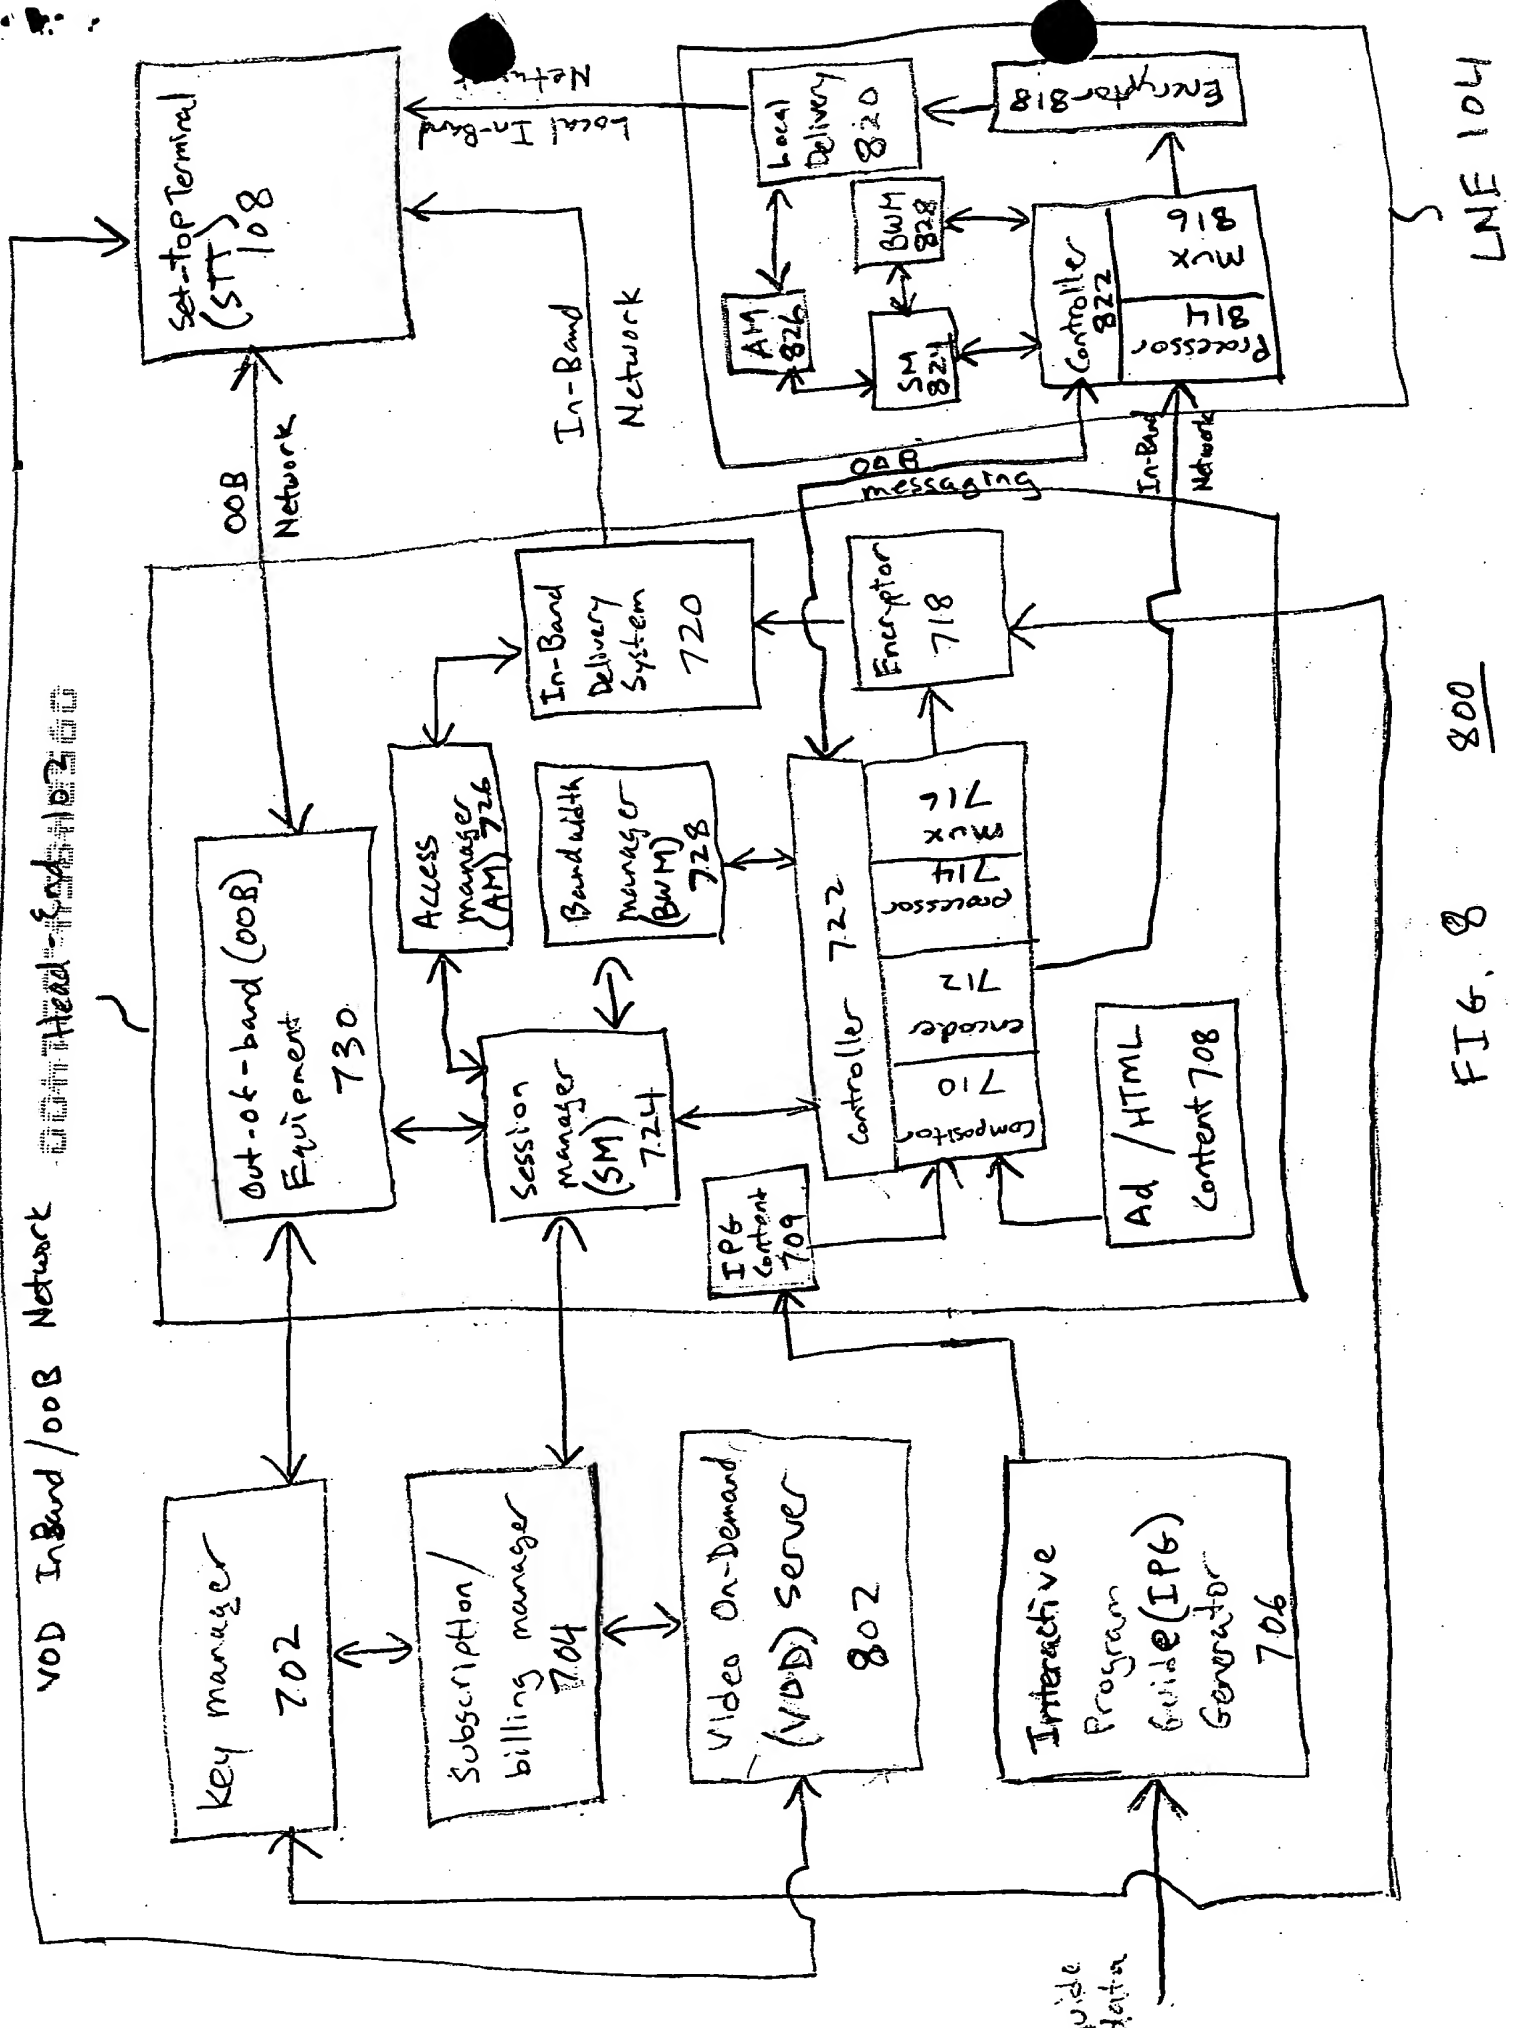 VOD InBand/OOB Network
Head-End 102
Key manager
702
Subscription/
billing manager
704
Video On-Demand
(VOD) Server
802
Interactive
Program
Guide (IPG)
Generator
706
Out-of-band (OOB)
Equipment
730
Session
manager
(SM)
724
Access
manager
(AM) 726
Bandwidth
manager
(BWM)
728
IPG
Content
709
Controller 722
Compositor
710
encoder
712
Processor
714
Mux
716
Ad/HTML
Content 708
In-Band
Delivery
System
720
Encryptor
718
OOB
Network
In-Band
Network
OOB
messaging
In-Band
Network
Set-top Terminal
(STT)
108
Local In-Band
Network
Local
Delivery
820
Encryptor 818
AM
826
BWM
828
SM
824
Controller
822
Processor
814
Mux
816
LNE 104
FIG. 8
800